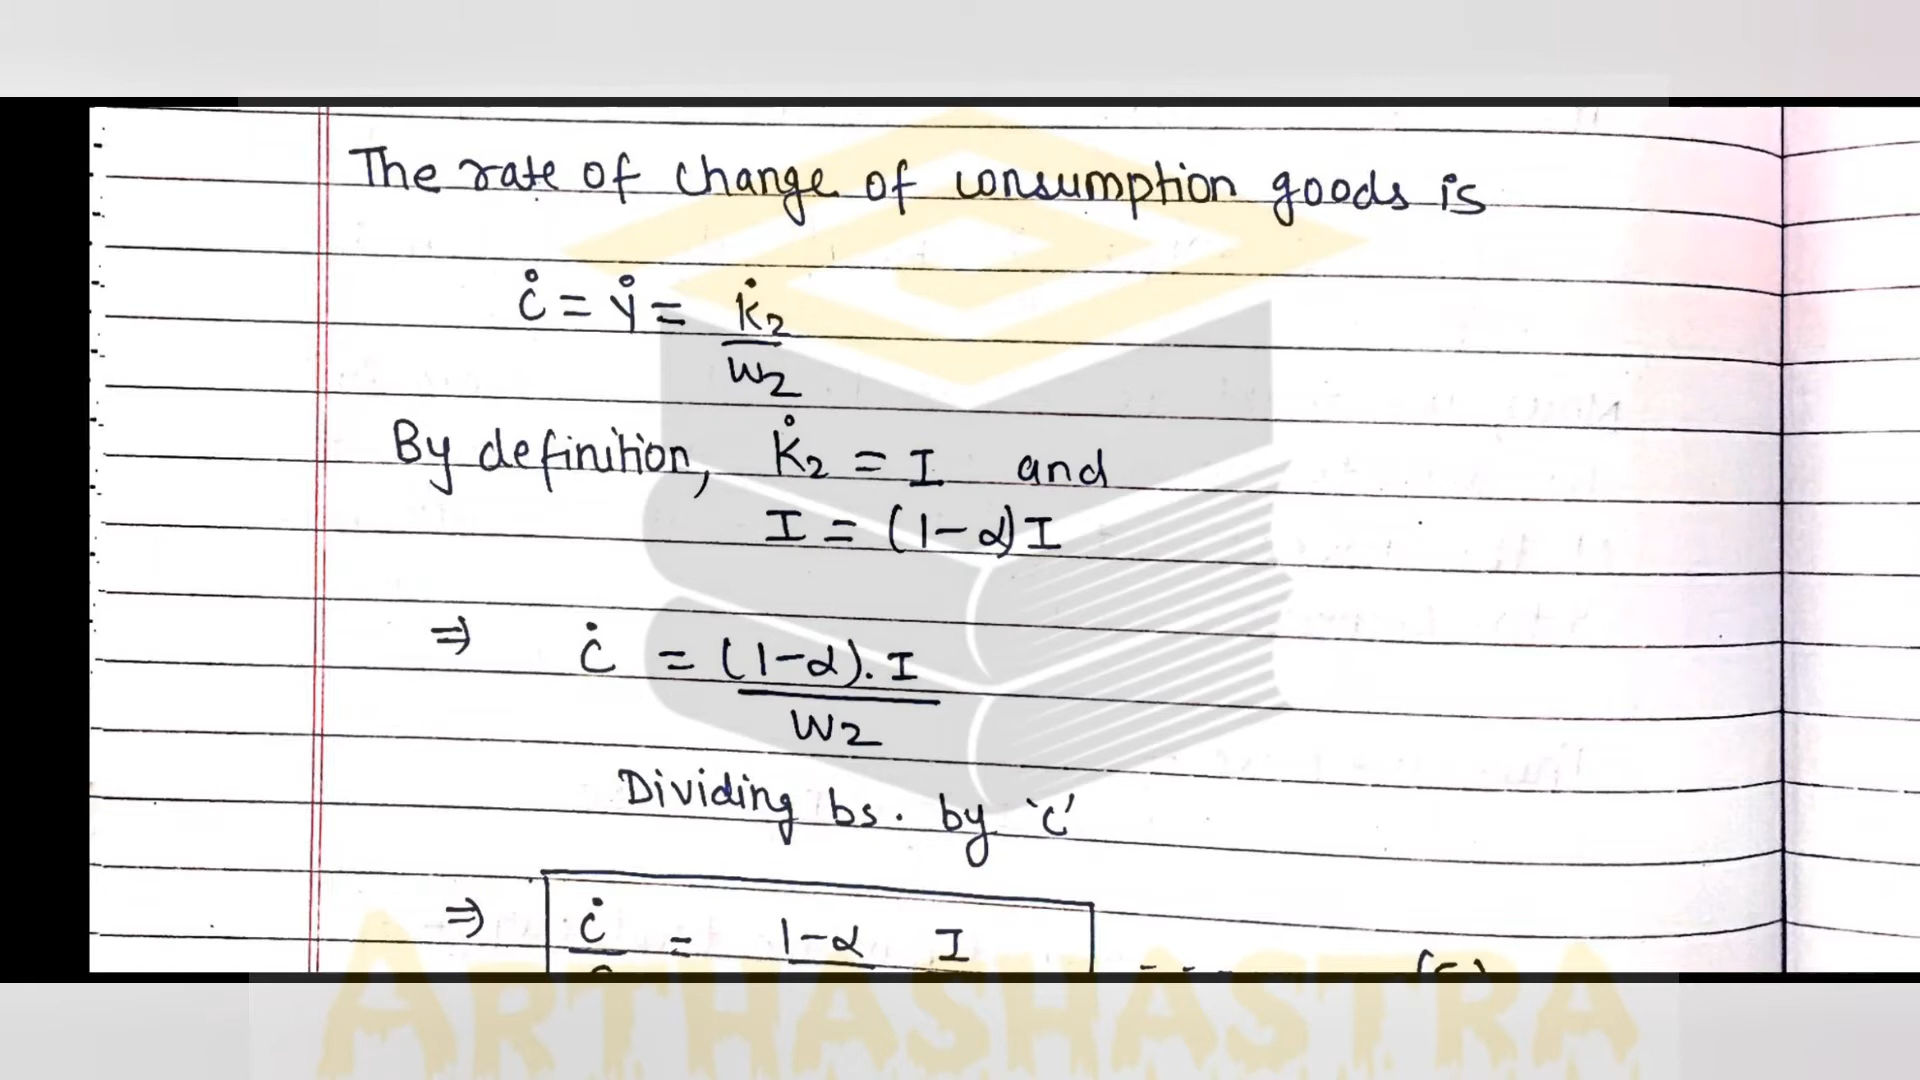 The rate of change of consumption goods is
ċ = ẏ = k̇₂
w₂
By definition, k̇₂ = I and
I = (1-α)I
⇒ ċ = (1-α). I
w₂
Dividing bs. by 'c'
⇒ ċ = 1-α I
ARTHASHASTRA